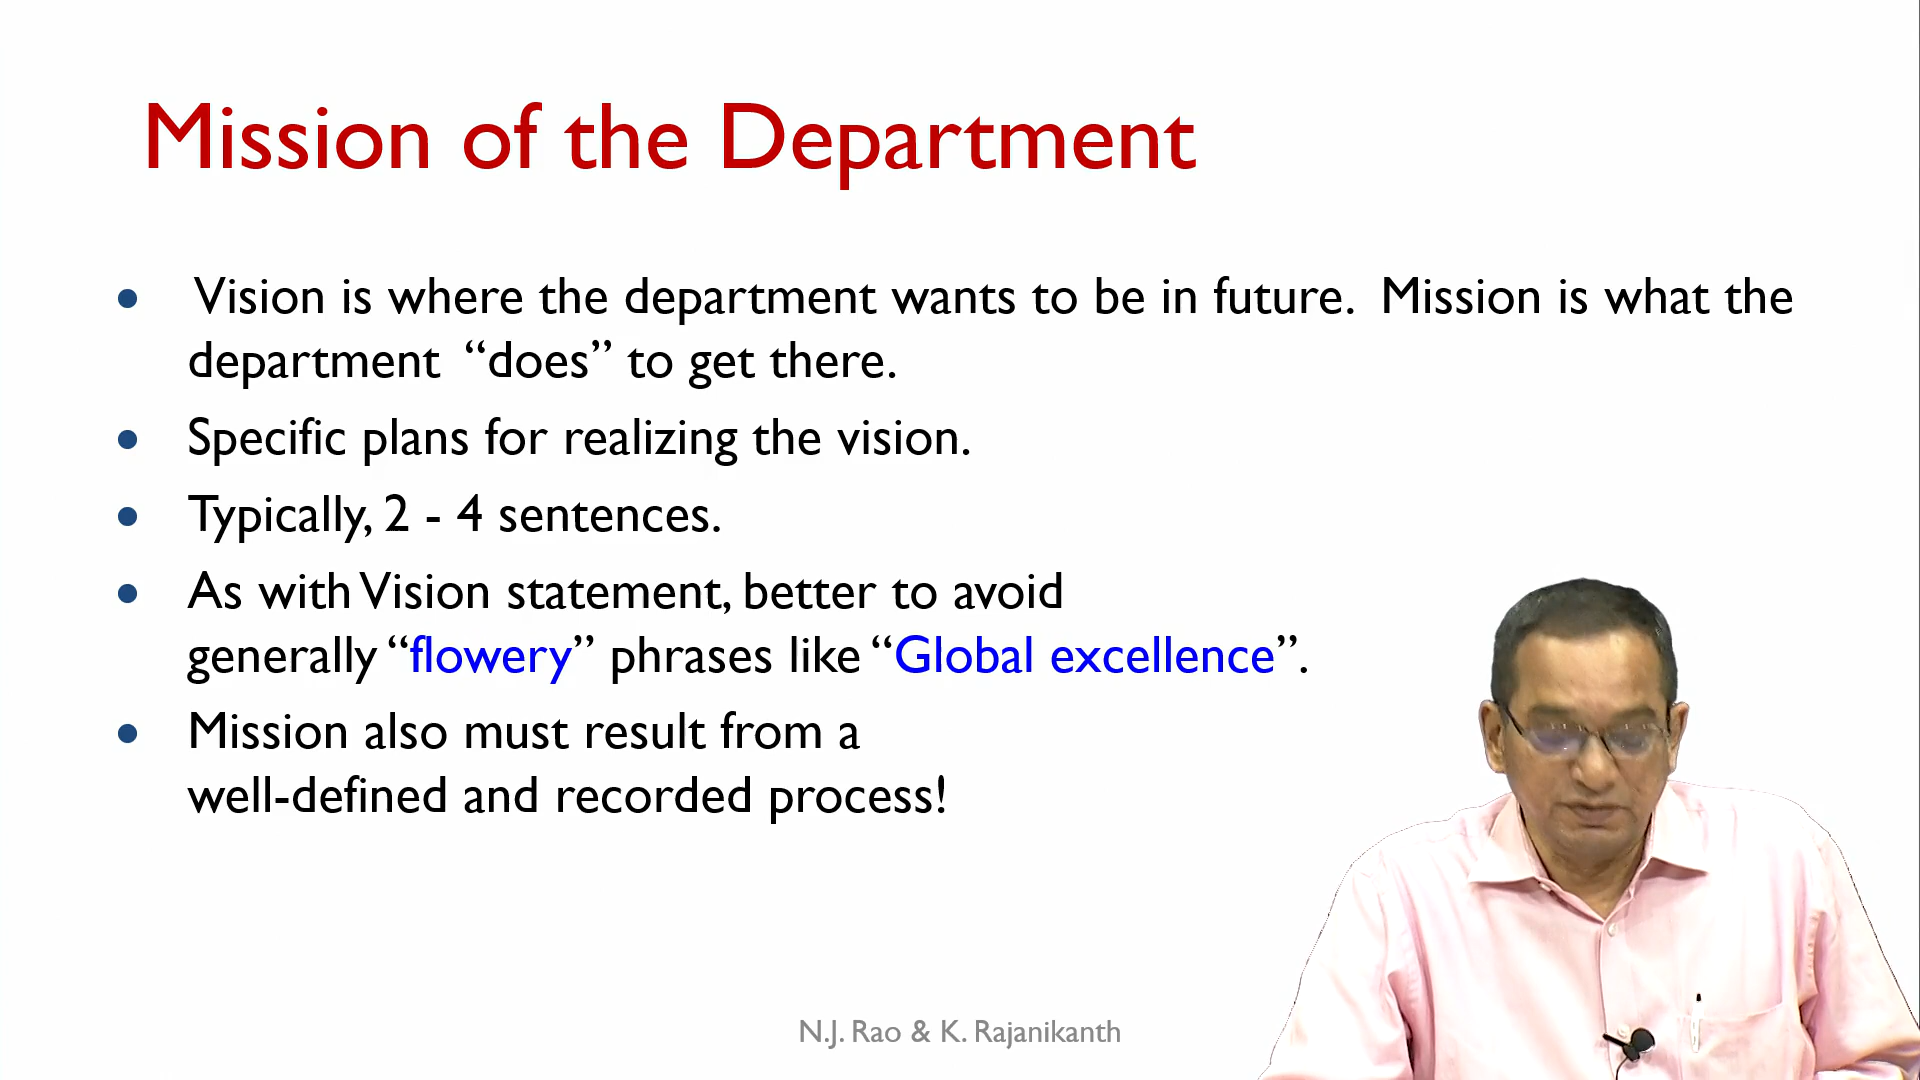 Mission of the Department
• Vision is where the department wants to be in future. Mission is what the
department “does” to get there.
• Specific plans for realizing the vision.
• Typically, 2 - 4 sentences.
• As with Vision statement, better to avoid
generally “flowery” phrases like “Global excellence”.
• Mission also must result from a
well-defined and recorded process!
N.J. Rao & K. Rajanikanth